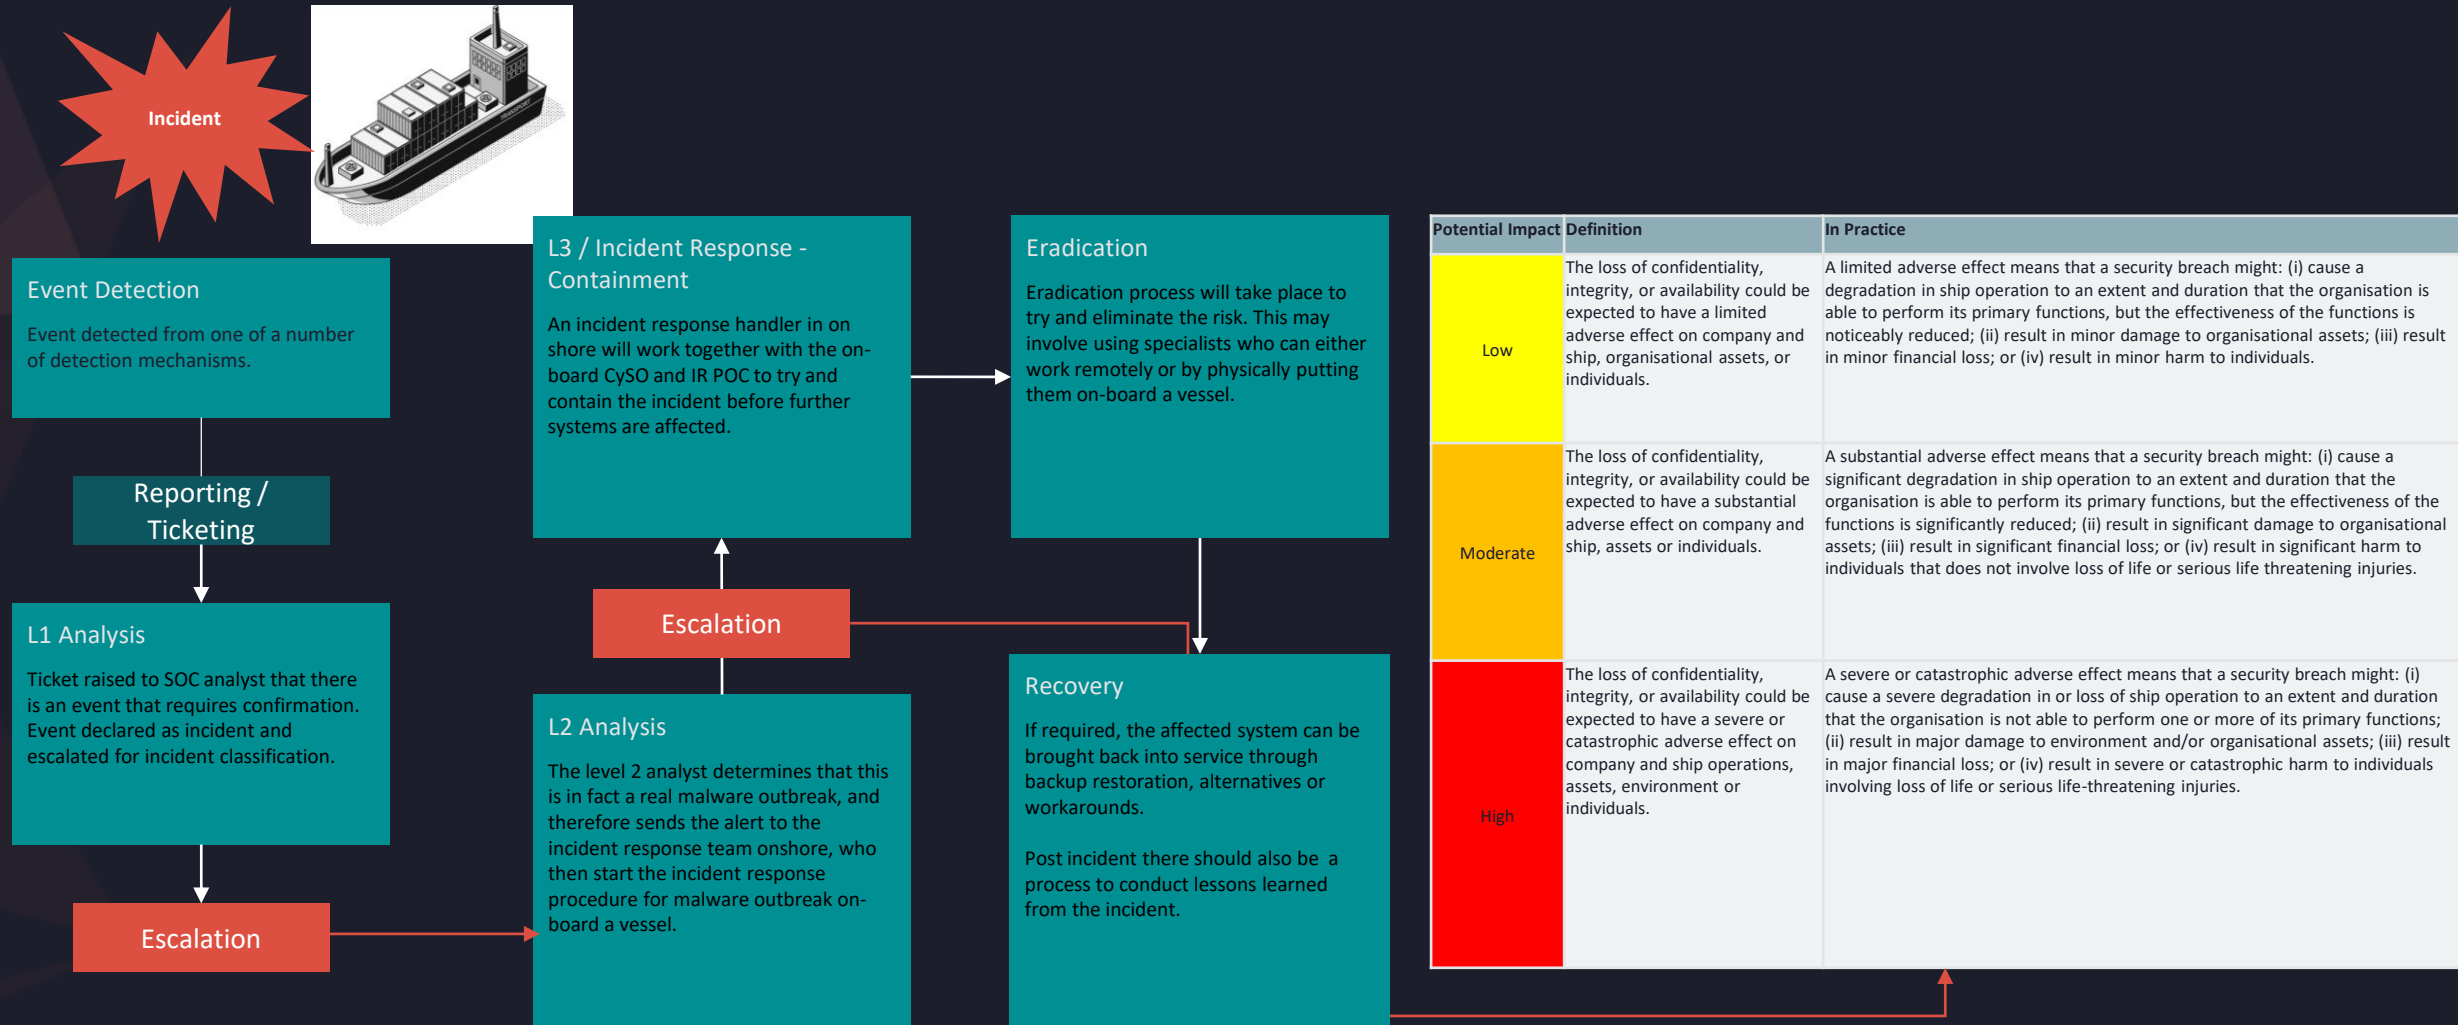 Incident
TRANSPORT
Event Detection
Event detected from one of a number
of detection mechanisms.
Reporting /
Ticketing
L1 Analysis
Ticket raised to SOC analyst that there
is an event that requires confirmation.
Event declared as incident and
escalated for incident classification.
Escalation
L3 / Incident Response -
Containment
An incident response handler in on
shore will work together with the on-
board CySO and IR POC to try and
contain the incident before further
systems are affected.
Escalation
L2 Analysis
The level 2 analyst determines that this
is in fact a real malware outbreak, and
therefore sends the alert to the
incident response team onshore, who
then start the incident response
procedure for malware outbreak on-
board a vessel.
Eradication
Eradication process will take place to
try and eliminate the risk. This may
involve using specialists who can either
work remotely or by physically putting
them on-board a vessel.
Recovery
If required, the affected system can be
brought back into service through
backup restoration, alternatives or
workarounds.
Post incident there should also be a
process to conduct lessons learned
from the incident.
Potential Impact Definition In Practice
Low
The loss of confidentiality,
integrity, or availability could be
expected to have a limited
adverse effect on company and
ship, organisational assets, or
individuals.
A limited adverse effect means that a security breach might: (i) cause a
degradation in ship operation to an extent and duration that the organisation is
able to perform its primary functions, but the effectiveness of the functions is
noticeably reduced; (ii) result in minor damage to organisational assets; (iii) result
in minor financial loss; or (iv) result in minor harm to individuals.
Moderate
The loss of confidentiality,
integrity, or availability could be
expected to have a substantial
adverse effect on company and
ship, assets or individuals.
A substantial adverse effect means that a security breach might: (i) cause a
significant degradation in ship operation to an extent and duration that the
organisation is able to perform its primary functions, but the effectiveness of the
functions is significantly reduced; (ii) result in significant damage to organisational
assets; (iii) result in significant financial loss; or (iv) result in significant harm to
individuals that does not involve loss of life or serious life threatening injuries.
High
The loss of confidentiality,
integrity, or availability could be
expected to have a severe or
catastrophic adverse effect on
company and ship operations,
assets, environment or
individuals.
A severe or catastrophic adverse effect means that a security breach might: (i)
cause a severe degradation in or loss of ship operation to an extent and duration
that the organisation is not able to perform one or more of its primary functions;
(ii) result in major damage to environment and/or organisational assets; (iii) result
in major financial loss; or (iv) result in severe or catastrophic harm to individuals
involving loss of life or serious life-threatening injuries.